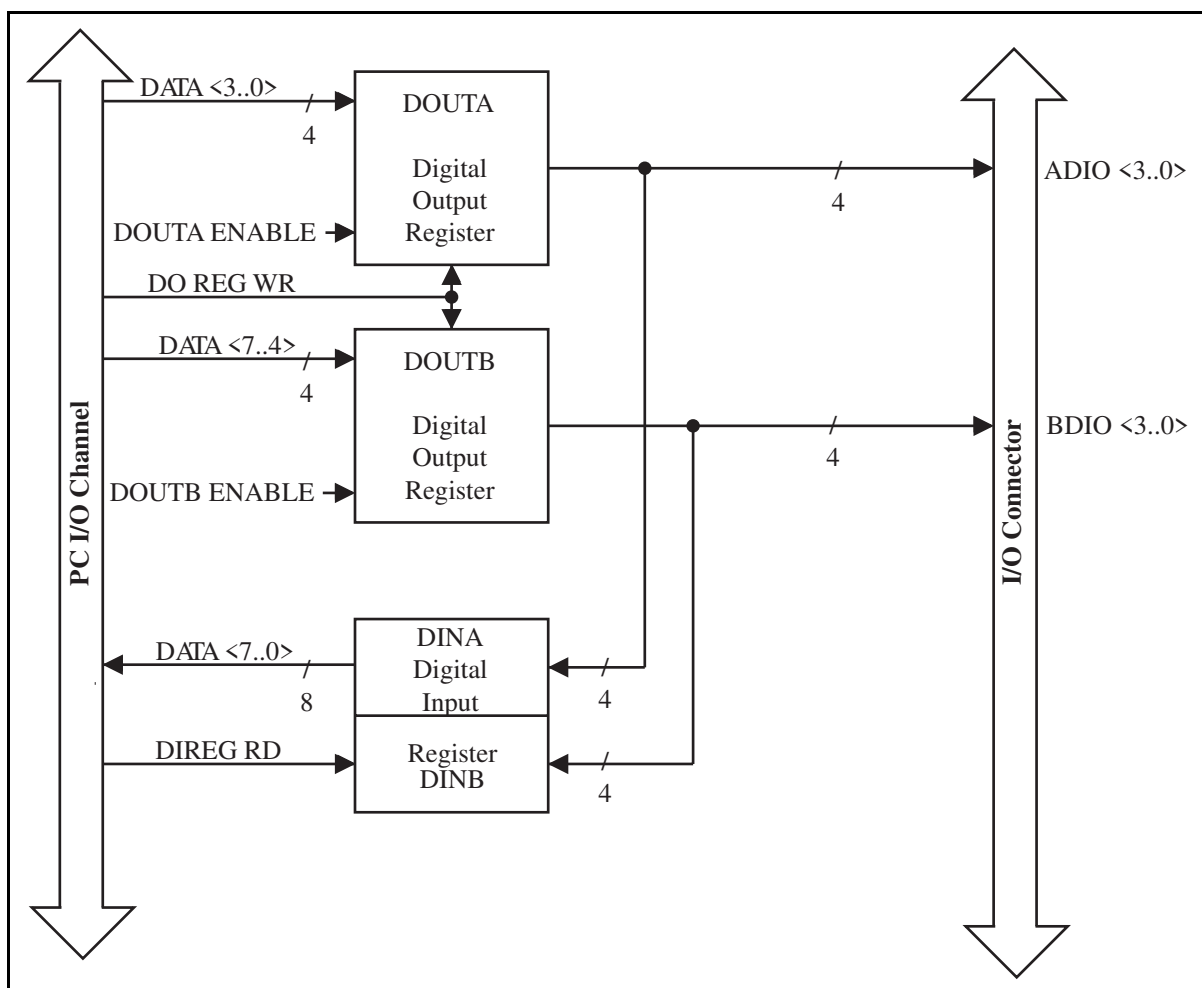 DATA <3..0>
4
DOUTA
Digital
Output
Register
DOUTA ENABLE
4
ADIO <3..0>
DO REG WR
DATA <7..4>
4
DOUTB
Digital
Output
Register
DOUTB ENABLE
4
BDIO <3..0>
PC I/O Channel
I/O Connector
DATA <7..0>
8
DINA
Digital
Input
4
DIREG RD
Register
DINB
4